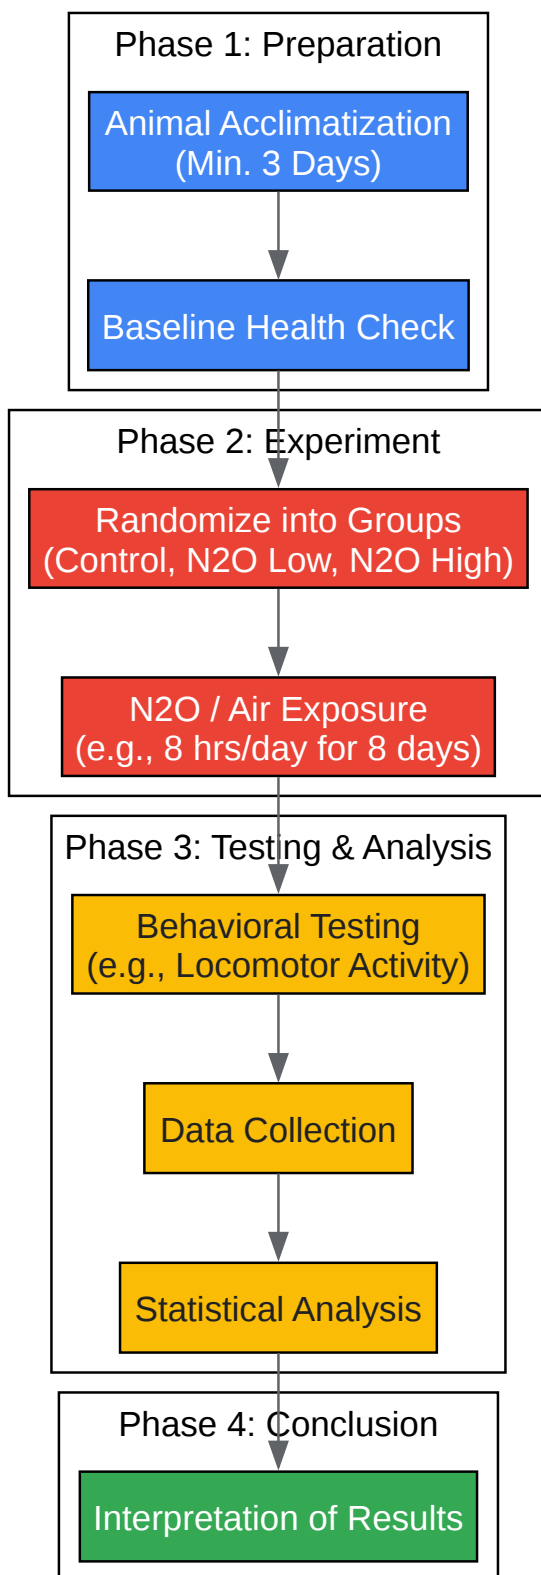 Phase 1: Preparation
Animal Acclimatization
(Min. 3 Days)
Baseline Health Check
Phase 2: Experiment
Randomize into Groups
(Control, N2O Low, N2O High)
N2O / Air Exposure
(e.g., 8 hrs/day for 8 days)
Phase 3: Testing & Analysis
Behavioral Testing
(e.g., Locomotor Activity)
Data Collection
Statistical Analysis
Phase 4: Conclusion
Interpretation of Results